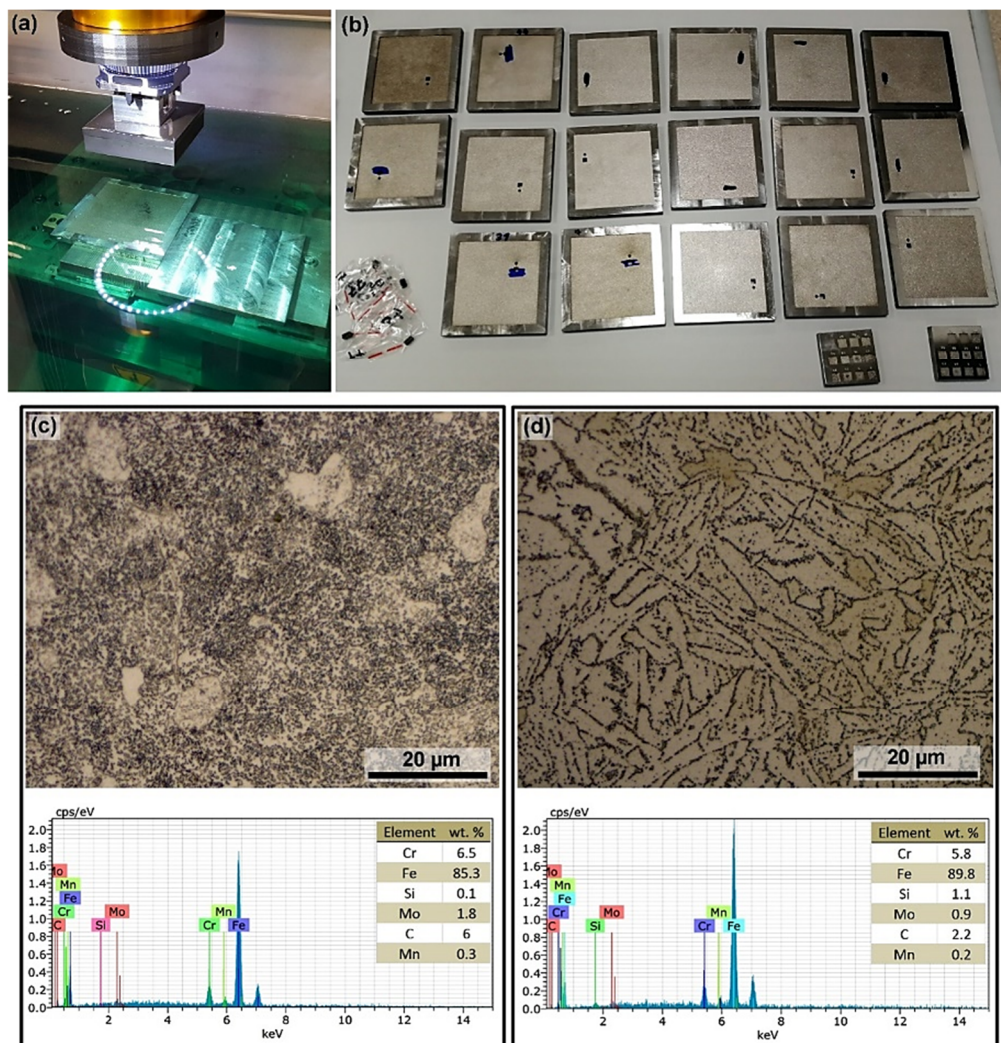 (a)
(b)
(c)
20 µm
(d)
20 µm
cps/eV
2.0
1.8
1.6
1.4
1.2
1.0
0.8
0.6
0.4
0.2
0.0
Mn
Fe
Cr
C
Si
Mo
Mn
Cr
Fe
2 4 6 8 10 12 14
keV
Element wt. %
Cr 6.5
Fe 85.3
Si 0.1
Mo 1.8
C 6
Mn 0.3
cps/eV
2.0
1.8
1.6
1.4
1.2
1.0
0.8
0.6
0.4
0.2
0.0
Mn
Fe
Cr
C
Si
Mo
Mn
Cr
Fe
2 4 6 8 10 12 14
keV
Element wt. %
Cr 5.8
Fe 89.8
Si 1.1
Mo 0.9
C 2.2
Mn 0.2